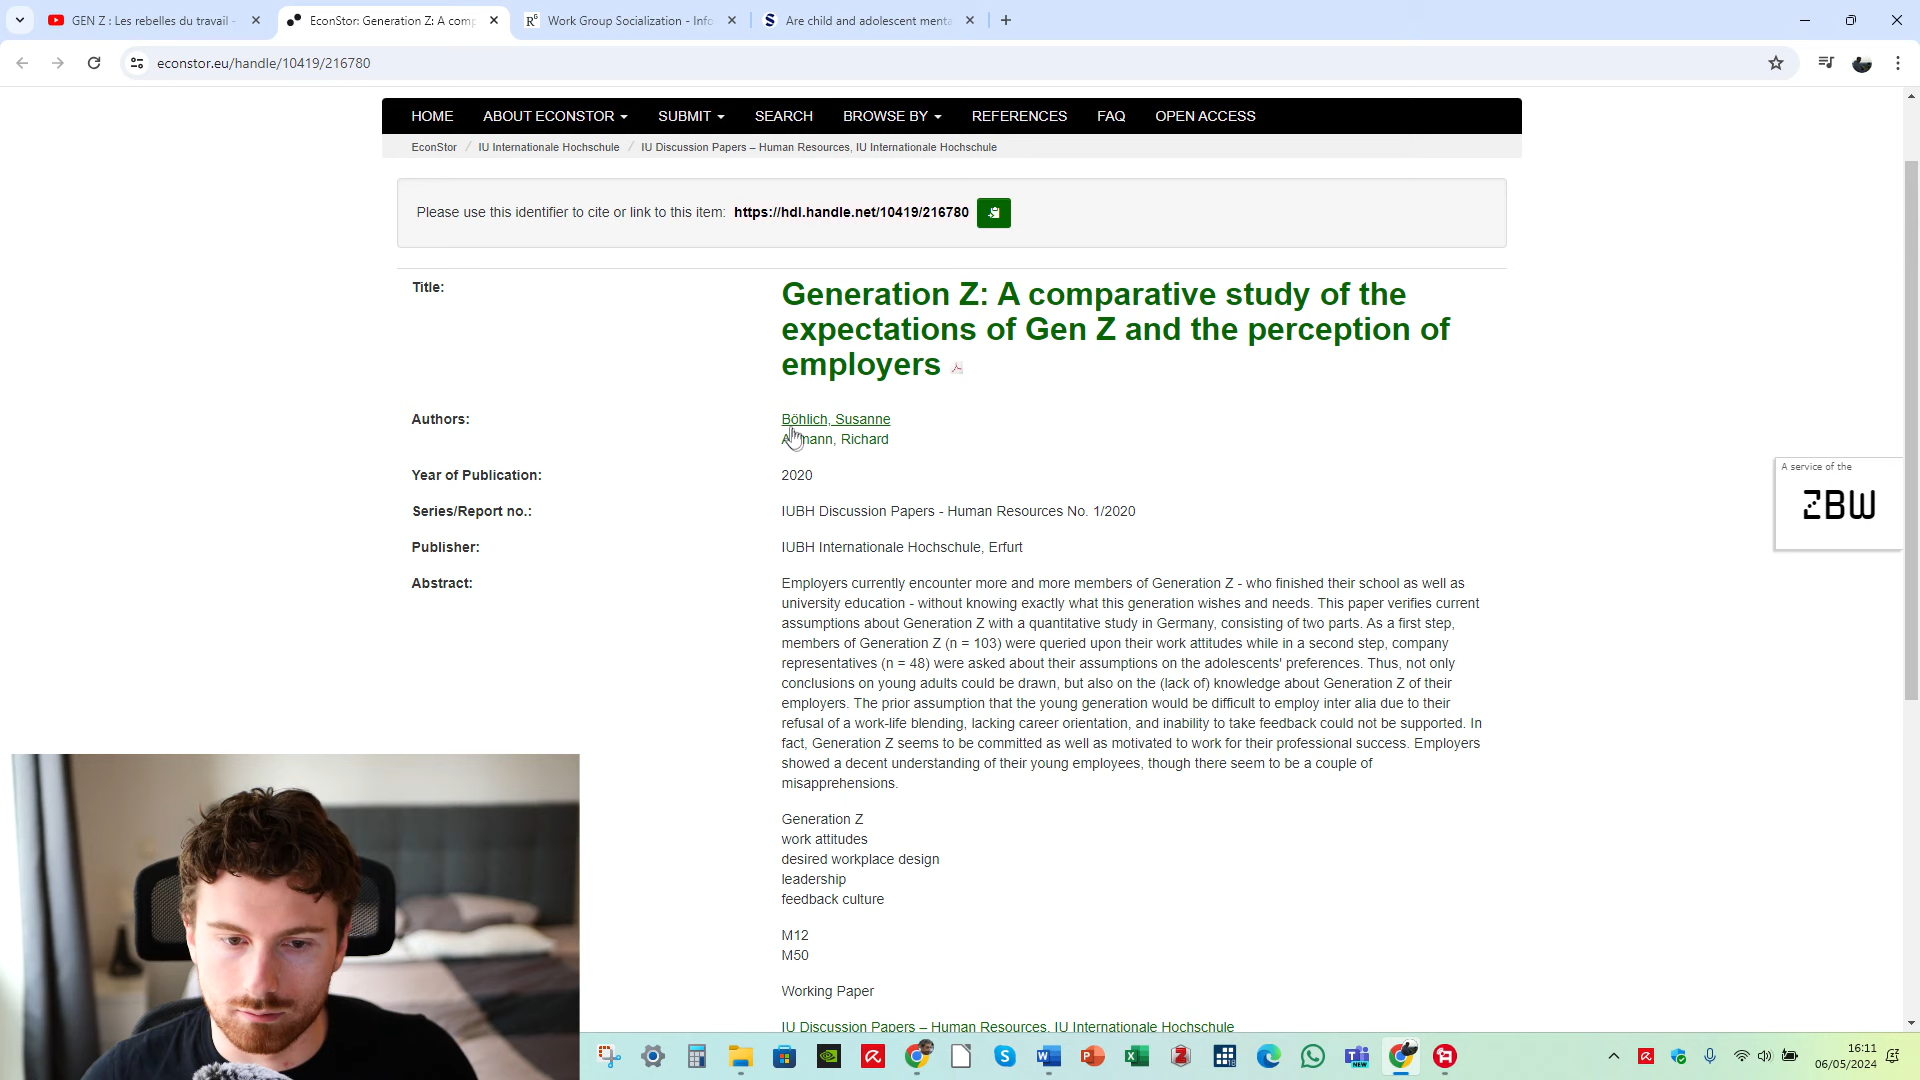 GEN Z : Les rebelles du travail -
EconStor: Generation Z: A comp
Work Group Socialization - Info
Are child and adolescent menta
econstor.eu/handle/10419/216780
HOME ABOUT ECONSTOR SUBMIT SEARCH BROWSE BY REFERENCES FAQ OPEN ACCESS
EconStor / IU Internationale Hochschule / IU Discussion Papers – Human Resources, IU Internationale Hochschule
Please use this identifier to cite or link to this item: https://hdl.handle.net/10419/216780
Title:
Generation Z: A comparative study of the
expectations of Gen Z and the perception of
employers
Authors:
Böhlich, Susanne
mann, Richard
Year of Publication:
2020
Series/Report no.:
IUBH Discussion Papers - Human Resources No. 1/2020
Publisher:
IUBH Internationale Hochschule, Erfurt
Abstract:
Employers currently encounter more and more members of Generation Z - who finished their school as well as
university education - without knowing exactly what this generation wishes and needs. This paper verifies current
assumptions about Generation Z with a quantitative study in Germany, consisting of two parts. As a first step,
members of Generation Z (n = 103) were queried upon their work attitudes while in a second step, company
representatives (n = 48) were asked about their assumptions on the adolescents' preferences. Thus, not only
conclusions on young adults could be drawn, but also on the (lack of) knowledge about Generation Z of their
employers. The prior assumption that the young generation would be difficult to employ inter alia due to their
refusal of a work-life blending, lacking career orientation, and inability to take feedback could not be supported. In
fact, Generation Z seems to be committed as well as motivated to work for their professional success. Employers
showed a decent understanding of their young employees, though there seem to be a couple of
misapprehensions.
Generation Z
work attitudes
desired workplace design
leadership
feedback culture
M12
M50
Working Paper
IU Discussion Papers – Human Resources, IU Internationale Hochschule
A service of the
ZBW
16:11
06/05/2024